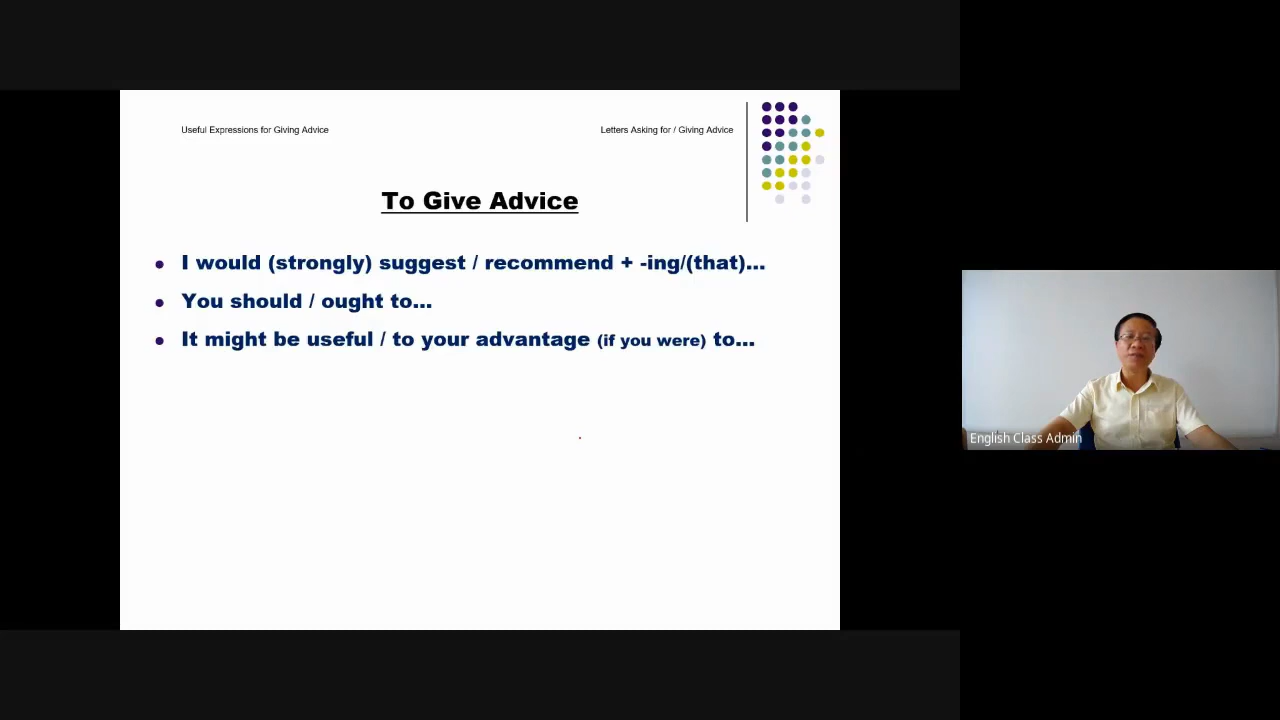 Useful Expressions for Giving Advice
Letters Asking for / Giving Advice
To Give Advice
I would (strongly) suggest / recommend + -ing/(that)...
You should / ought to...
It might be useful / to your advantage (if you were) to...
English Class Admin